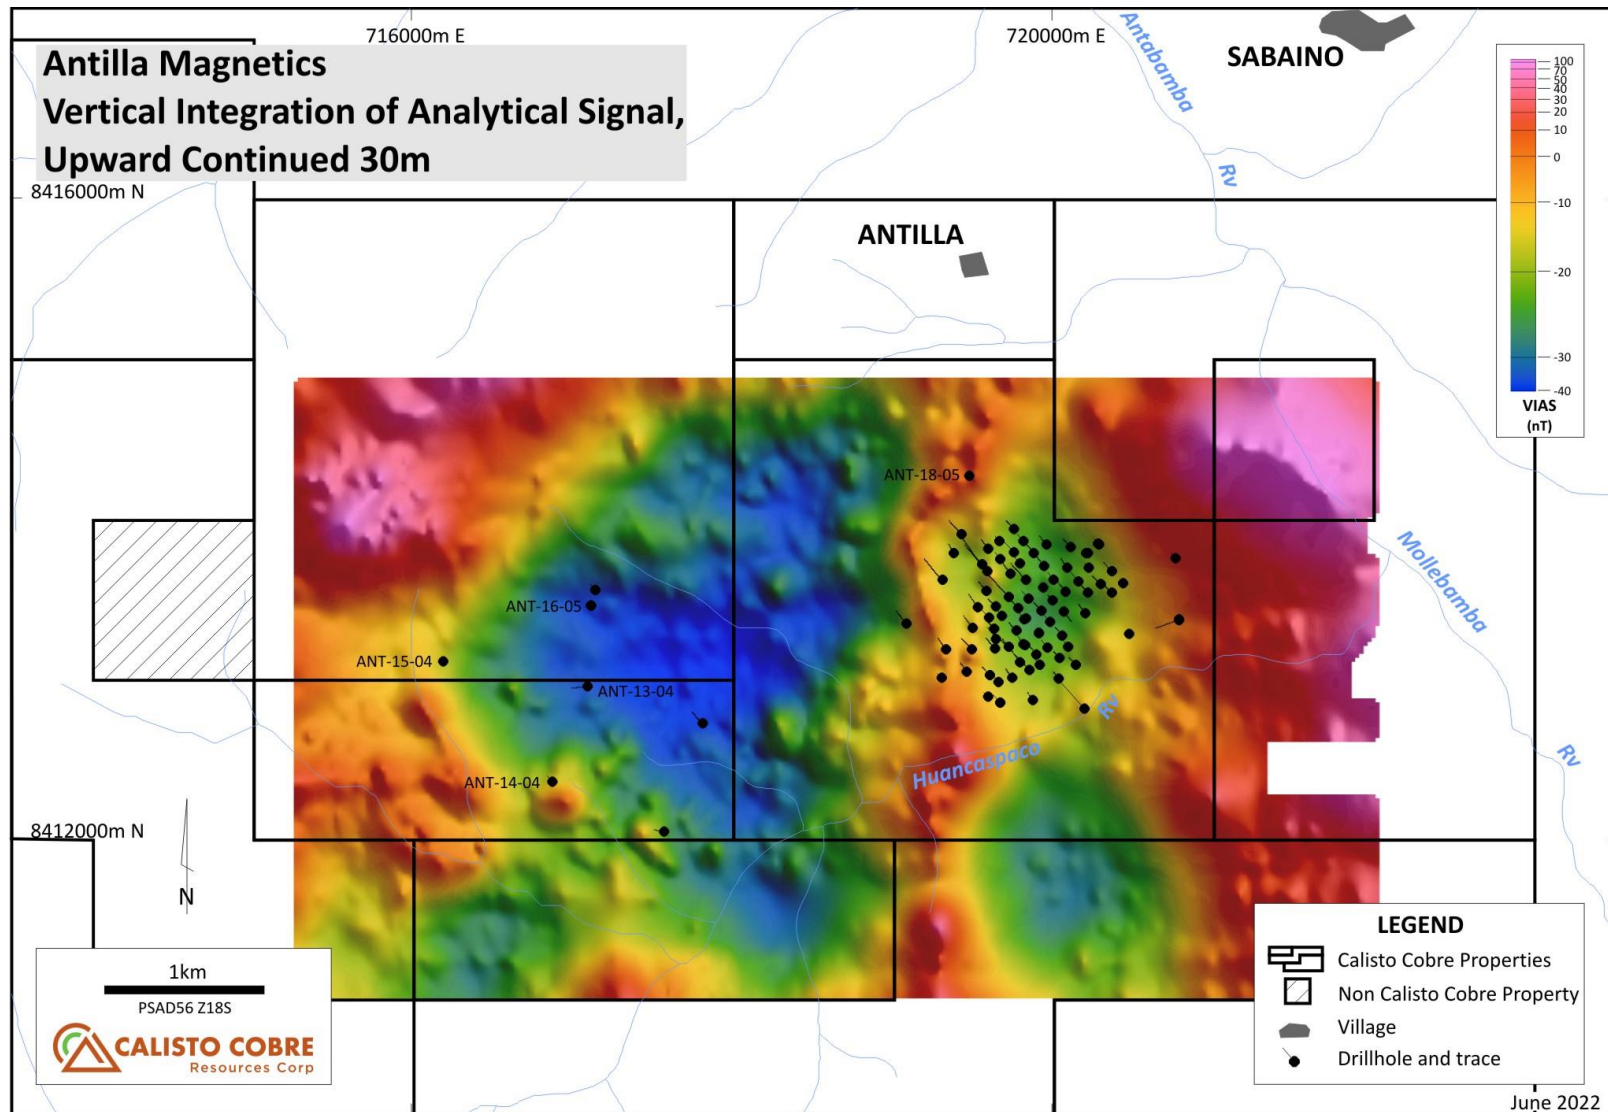 716000m E
720000m E
Antilla Magnetics
Vertical Integration of Analytical Signal,
Upward Continued 30m
8416000m N
SABAINO
Antabamba
Rv
ANTILLA
100
70
50
40
30
20
10
0
-10
-20
-30
-40
VIAS
(nT)
ANT-18-05
ANT-16-05
ANT-15-04
ANT-13-04
ANT-14-04
Mollebamba
Rv
Huancaspaco
Rv
8412000m N
N
1km
PSAD56 Z18S
CALISTO COBRE
Resources Corp
LEGEND
Calisto Cobre Properties
Non Calisto Cobre Property
Village
Drillhole and trace
June 2022